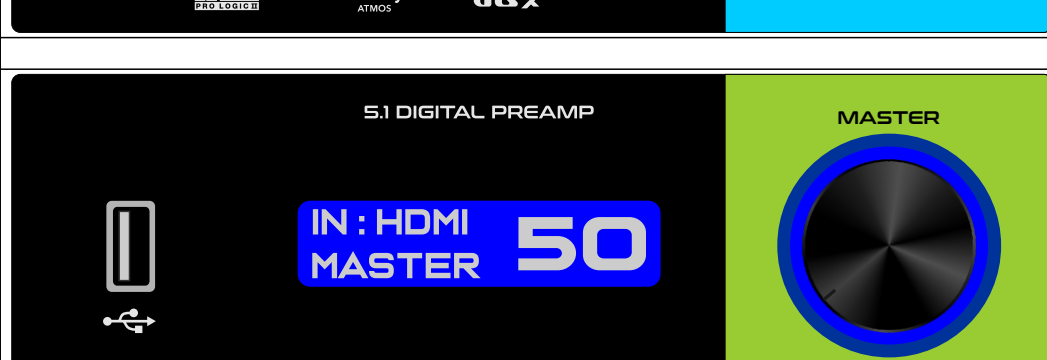 PRO LOGIC II
ATMOS
5.1 DIGITAL PREAMP
MASTER
IN : HDMI
MASTER
50